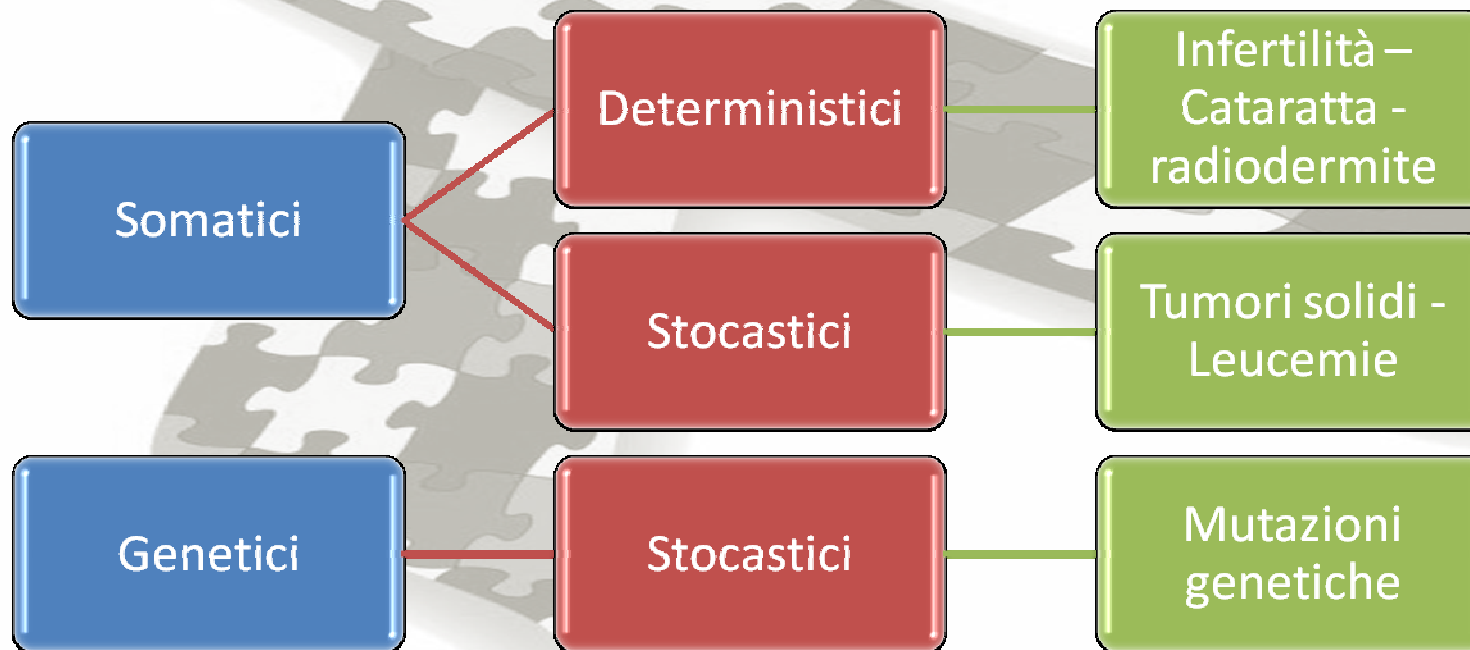 Somatici
Deterministici
Infertilità –
Cataratta -
radiodermite
Stocastici
Tumori solidi -
Leucemie
Genetici
Stocastici
Mutazioni
genetiche